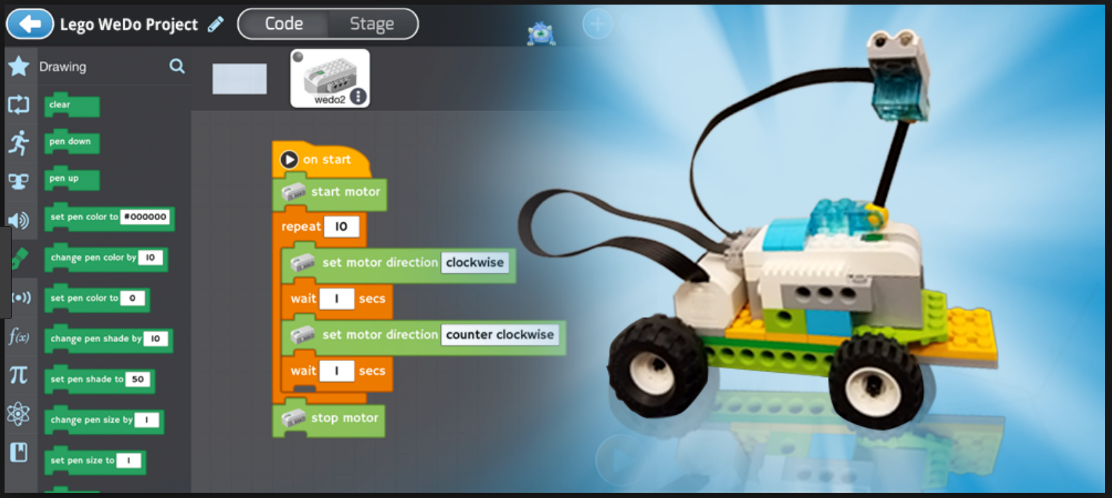 Lego WeDo Project
Code
Stage
Drawing
wedo2
clear
pen down
pen up
set pen color to #000000
change pen color by 10
set pen color to 0
change pen shade by 10
set pen shade to 50
change pen size by 1
set pen size to 1
f(x)
π
on start
start motor
repeat 10
set motor direction clockwise
wait 1 secs
set motor direction counter clockwise
wait 1 secs
stop motor